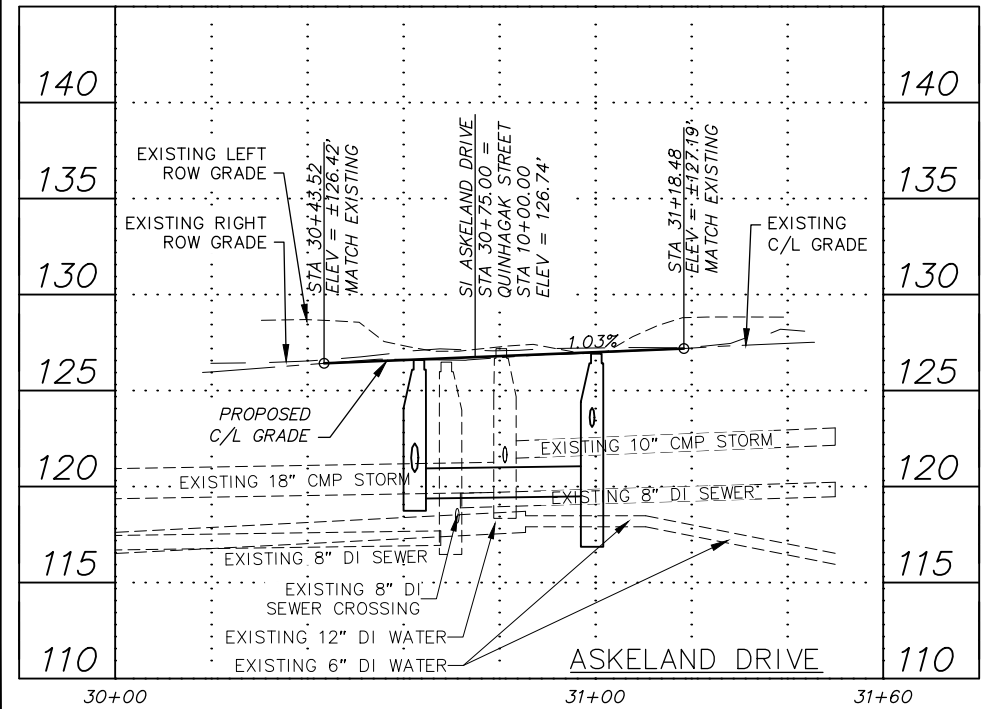 140
140
135
135
130
130
125
125
120
120
115
115
110
110
EXISTING LEFT
ROW GRADE
EXISTING RIGHT
ROW GRADE
STA 30+43.52
ELEV = ±126.42'
MATCH EXISTING
SI ASKELAND DRIVE
STA 30+75.00 =
QUINHAGAK STREET
STA 10+00.00
ELEV = 126.74'
STA 31+18.48
ELEV = ±127.19'
MATCH EXISTING
EXISTING
C/L GRADE
1.03%
PROPOSED
C/L GRADE
EXISTING 10" CMP STORM
EXISTING 18" CMP STORM
EXISTING 8" DI SEWER
EXISTING 8" DI SEWER
EXISTING 8" DI
SEWER CROSSING
EXISTING 12" DI WATER
EXISTING 6" DI WATER
ASKELAND DRIVE
30+00
31+00
31+60